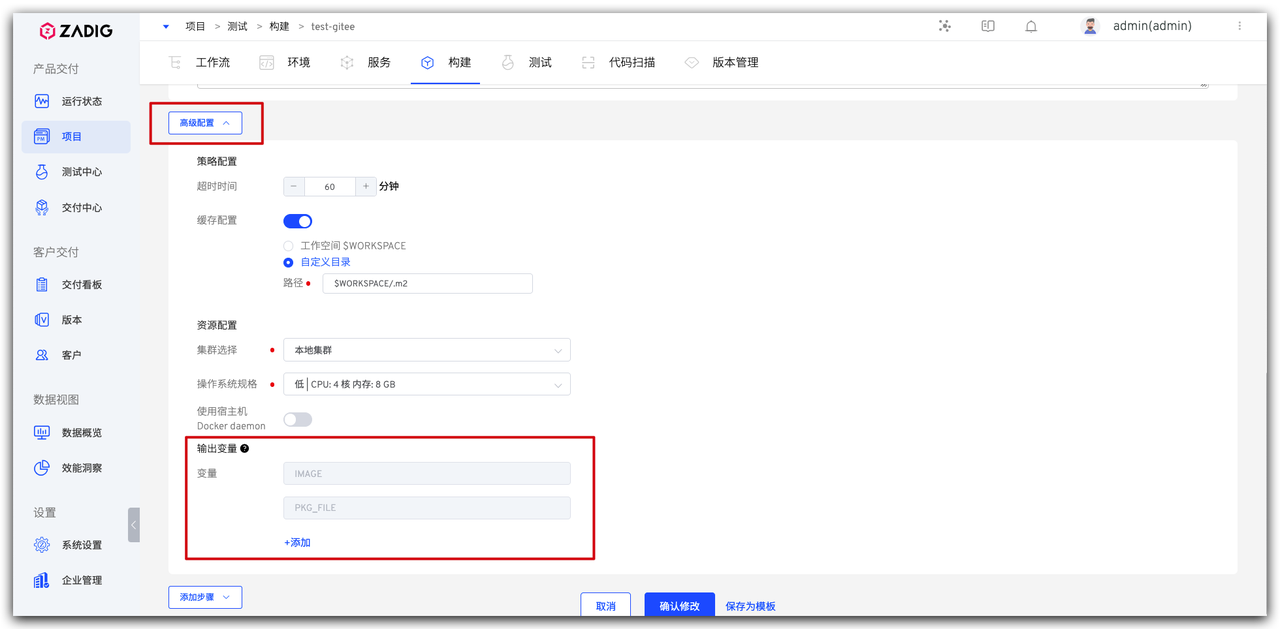 ZADIG
项目 > 测试 > 构建 > test-gitee
admin(admin)
工作流 环境 服务 构建 测试 代码扫描 版本管理
产品交付
运行状态
项目
测试中心
交付中心
客户交付
交付看板
版本
客户
数据视图
数据概览
效能洞察
设置
系统设置
企业管理
高级配置
策略配置
超时时间 − 60 + 分钟
缓存配置
工作空间 $WORKSPACE
自定义目录
路径 $WORKSPACE/.m2
资源配置
集群选择 本地集群
操作系统规格 低 | CPU: 4 核 内存: 8 GB
使用宿主机
Docker daemon
输出变量 ?
变量 IMAGE
PKG_FILE
+添加
添加步骤
取消 确认修改 保存为模板